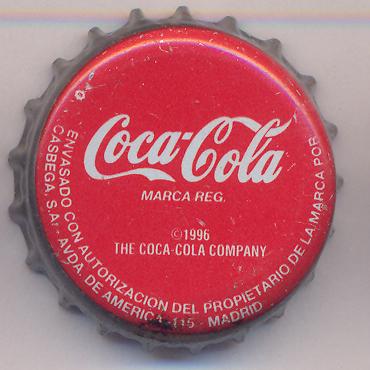 Coca-Cola
MARCA REG.
©1996
THE COCA-COLA COMPANY
ENVASADO CON AUTORIZACION DEL PROPIETARIO DE LA MARCA POR
CASBEGA, S.A. - AVDA. DE AMERICA-115 - MADRID